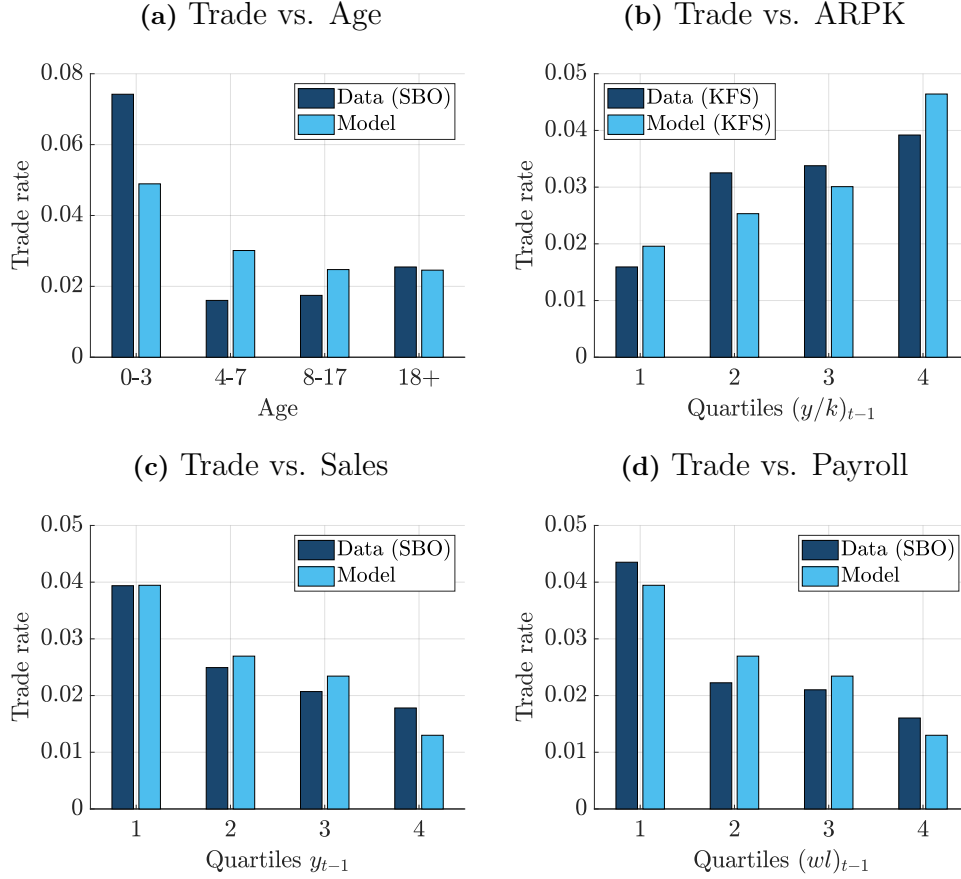 (a) Trade vs. Age
0.08
0.06
0.04
0.02
0
Trade rate
Data (SBO)
Model
0-3 4-7 8-17 18+
Age
(b) Trade vs. ARPK
0.05
0.04
0.03
0.02
0.01
0
Trade rate
Data (KFS)
Model (KFS)
1 2 3 4
Quartiles (y/k)t−1
(c) Trade vs. Sales
0.05
0.04
0.03
0.02
0.01
0
Trade rate
Data (SBO)
Model
1 2 3 4
Quartiles yt−1
(d) Trade vs. Payroll
0.05
0.04
0.03
0.02
0.01
0
Trade rate
Data (SBO)
Model
1 2 3 4
Quartiles (wl)t−1